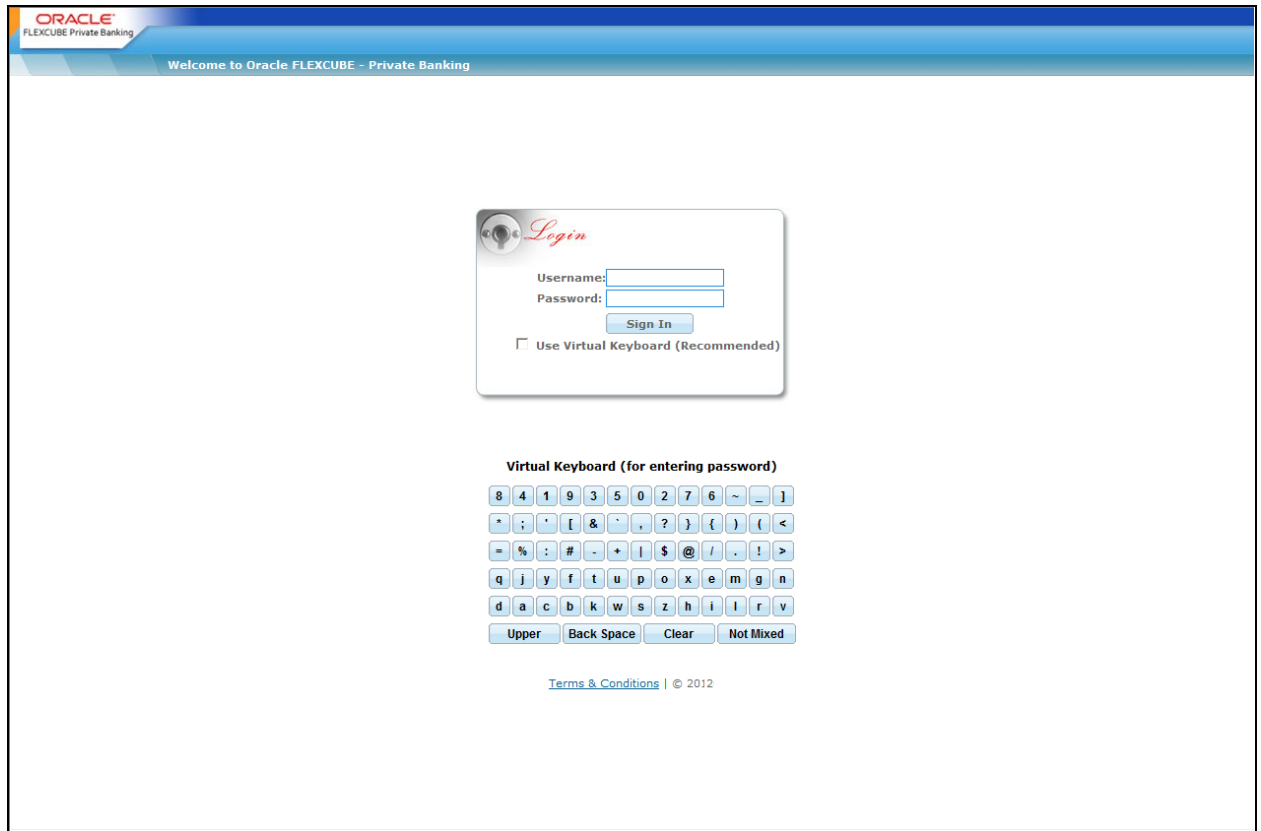 ORACLE
FLEXCUBE Private Banking
Welcome to Oracle FLEXCUBE - Private Banking
Login
Username:
Password:
Sign In
Use Virtual Keyboard (Recommended)
Virtual Keyboard (for entering password)
8 4 1 9 3 5 0 2 7 6 ~ _ ]
* ; ' [ & ` , ? } { ) ( <
= % : # - + | $ @ / . ! >
q j y f t u p o x e m g n
d a c b k w s z h i l r v
Upper Back Space Clear Not Mixed
Terms & Conditions | © 2012